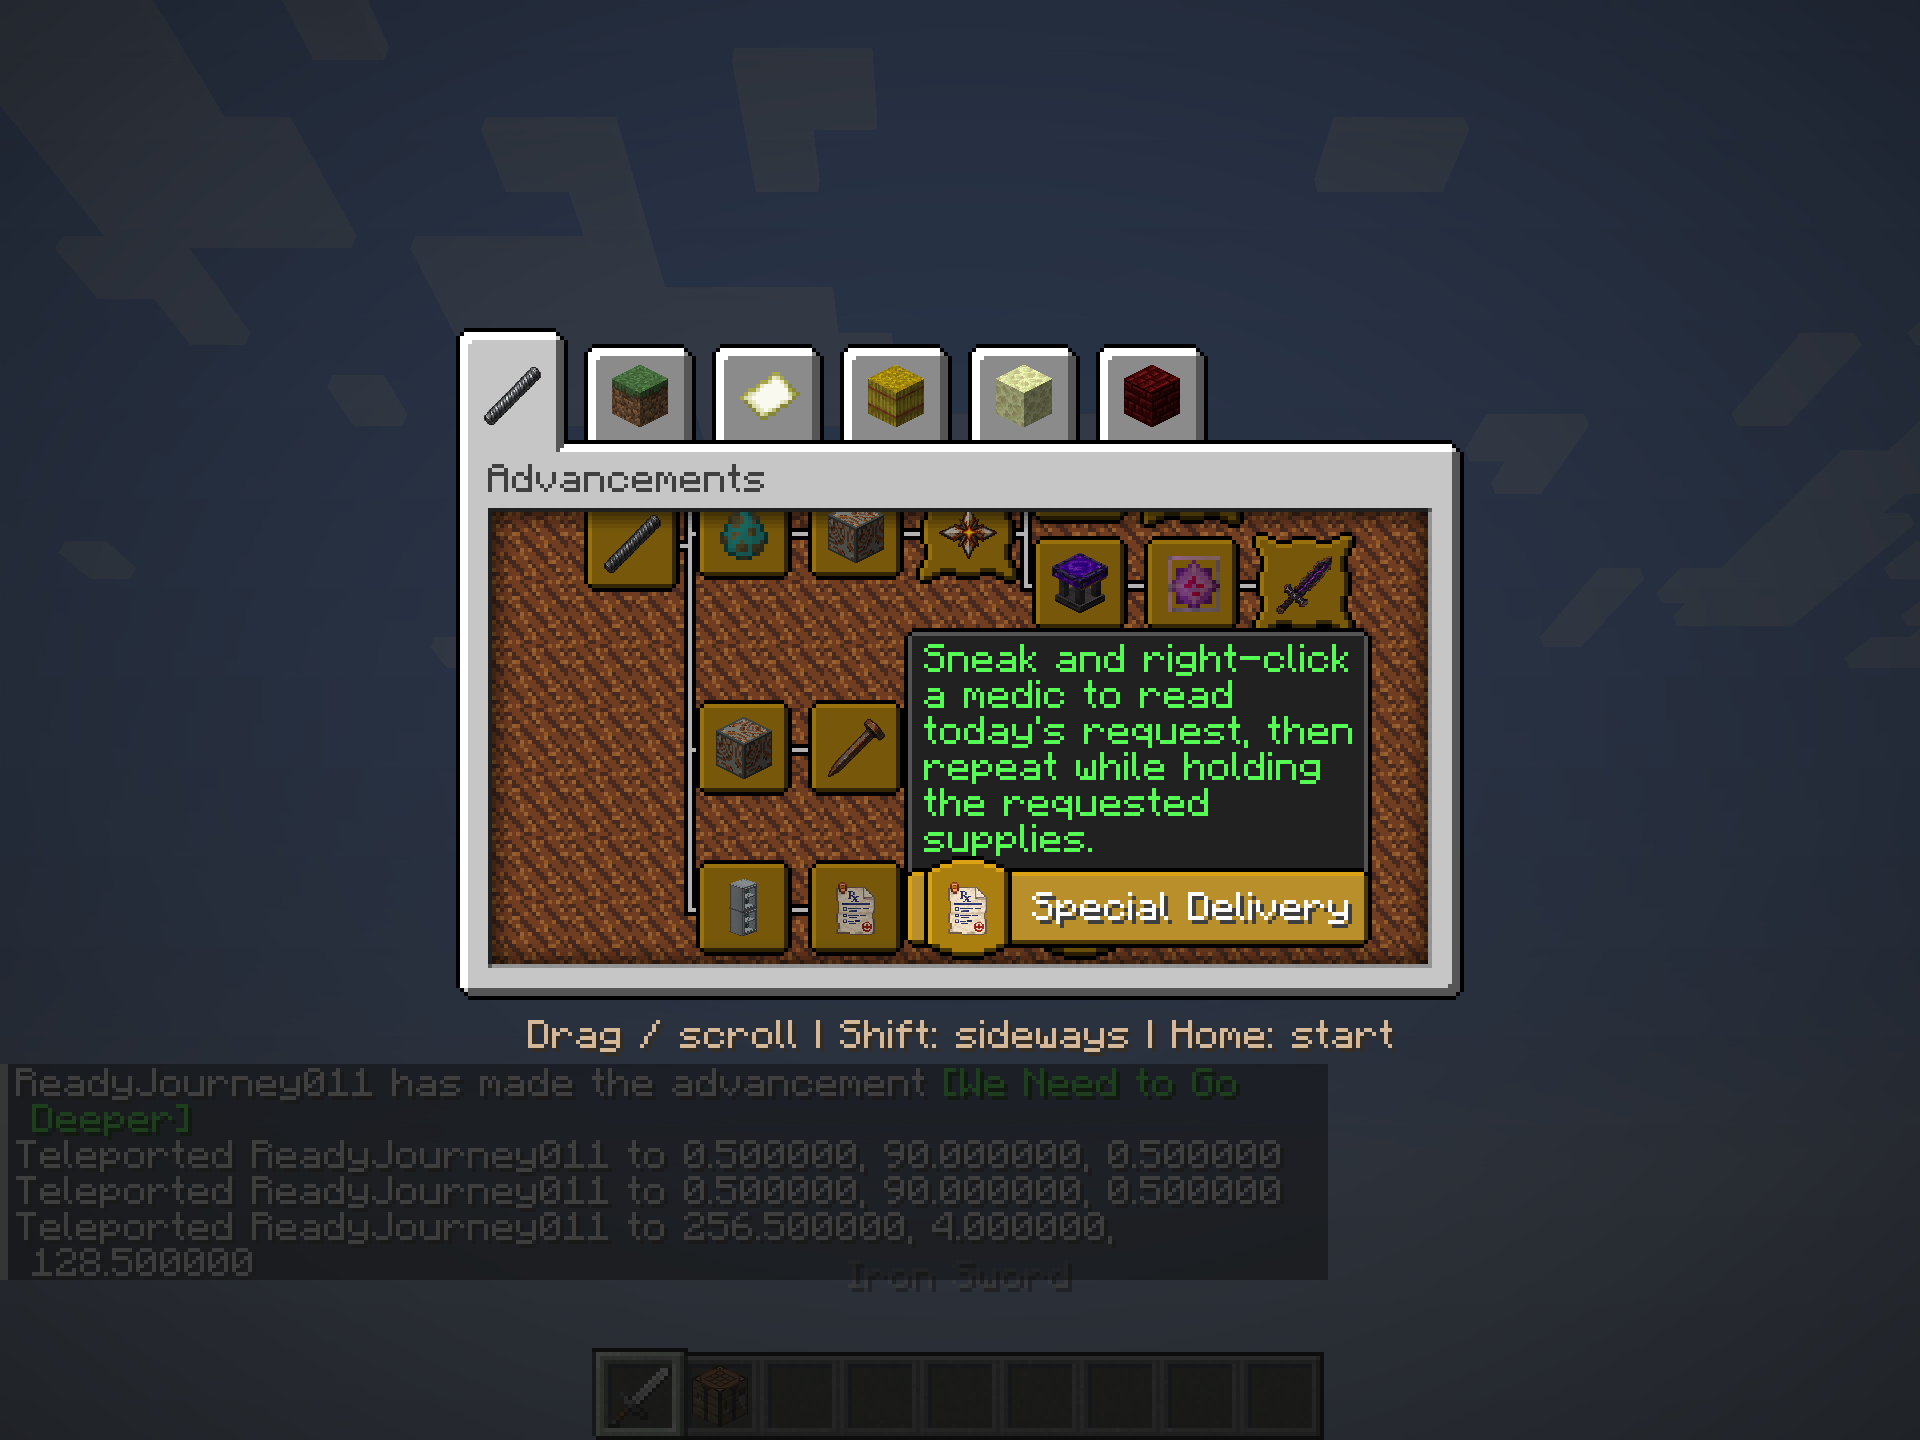 Advancements
Sneak and right-click
a medic to read
today's request, then
repeat while holding
the requested
supplies.
Rx
Rx
Special Delivery
Drag / scroll | Shift: sideways | Home: start
ReadyJourney011 has made the advancement [We Need to Go
Deeper]
Teleported ReadyJourney011 to 0.500000, 90.000000, 0.500000
Teleported ReadyJourney011 to 0.500000, 90.000000, 0.500000
Teleported ReadyJourney011 to 256.500000, 4.000000,
128.500000
Iron Sword